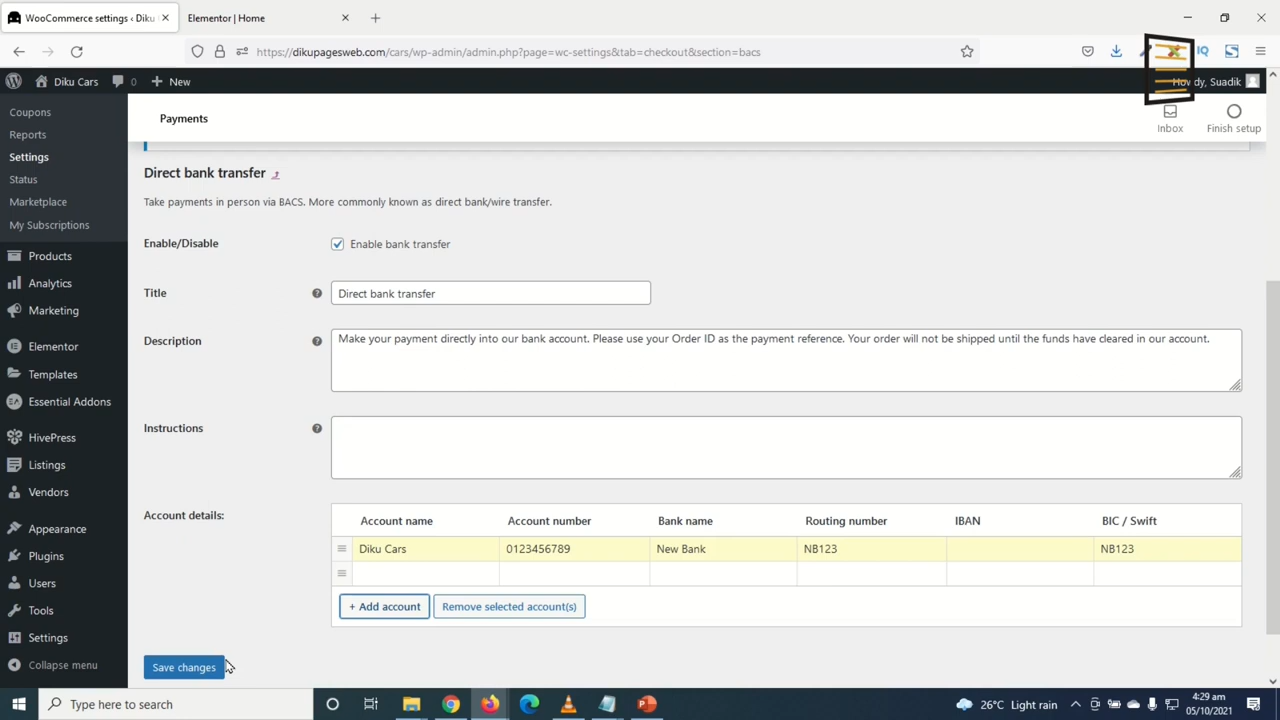 WooCommerce settings ‹ Diku
Elementor | Home
https://dikupagesweb.com/cars/wp-admin/admin.php?page=wc-settings&tab=checkout&section=bacs
IQ
Diku Cars
0
New
Suadik
Coupons
Reports
Settings
Status
Marketplace
My Subscriptions
Products
Analytics
Marketing
Elementor
Templates
Essential Addons
HivePress
Listings
Vendors
Appearance
Plugins
Users
Tools
Settings
Collapse menu
Payments
Inbox
Finish setup
Direct bank transfer
Take payments in person via BACS. More commonly known as direct bank/wire transfer.
Enable/Disable
Enable bank transfer
Title
Direct bank transfer
Description
Make your payment directly into our bank account. Please use your Order ID as the payment reference. Your order will not be shipped until the funds have cleared in our account.
Instructions
Account details:
Account name Account number Bank name Routing number IBAN BIC / Swift
Diku Cars 0123456789 New Bank NB123 NB123
+ Add account
Remove selected account(s)
Save changes
Type here to search
26°C Light rain
4:29 am
05/10/2021